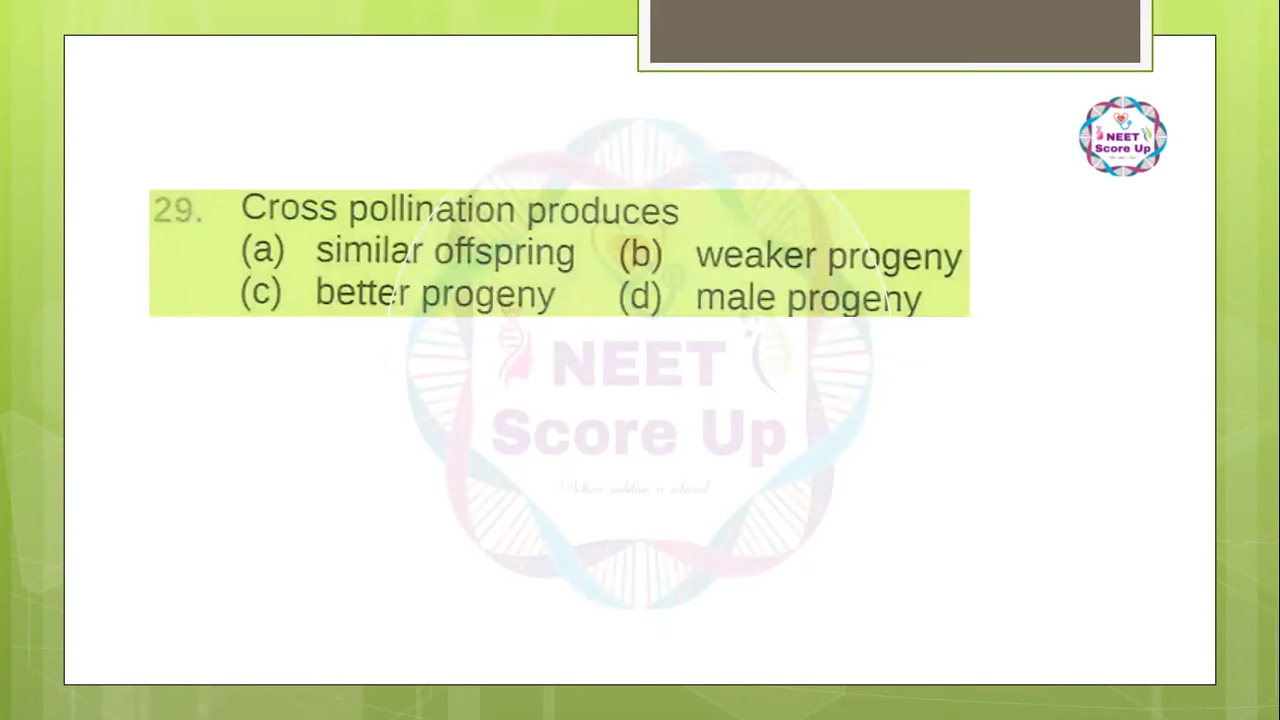 NEET
Score Up
29. Cross pollination produces
(a) similar offspring (b) weaker progeny
(c) better progeny (d) male progeny
NEET
Score Up